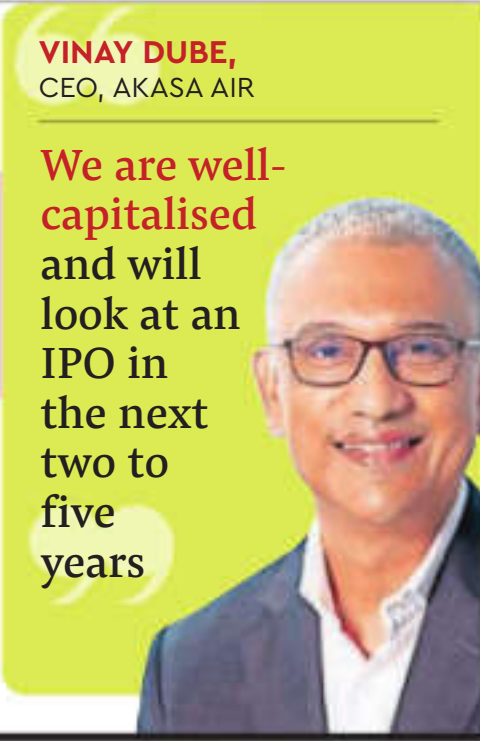 VINAY DUBE,
CEO, AKASA AIR
We are well-
capitalised
and will
look at an
IPO in
the next
two to
five
years